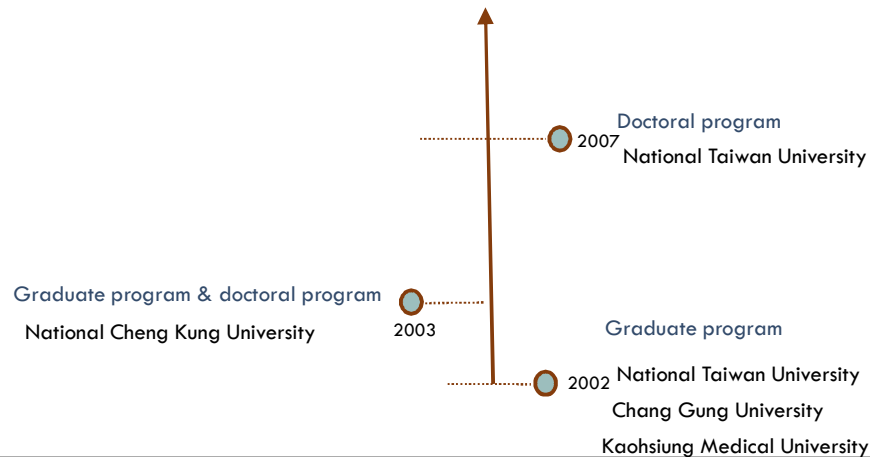 Doctoral program
2007
National Taiwan University
Graduate program & doctoral program
National Cheng Kung University
2003
Graduate program
2002
National Taiwan University
Chang Gung University
Kaohsiung Medical University